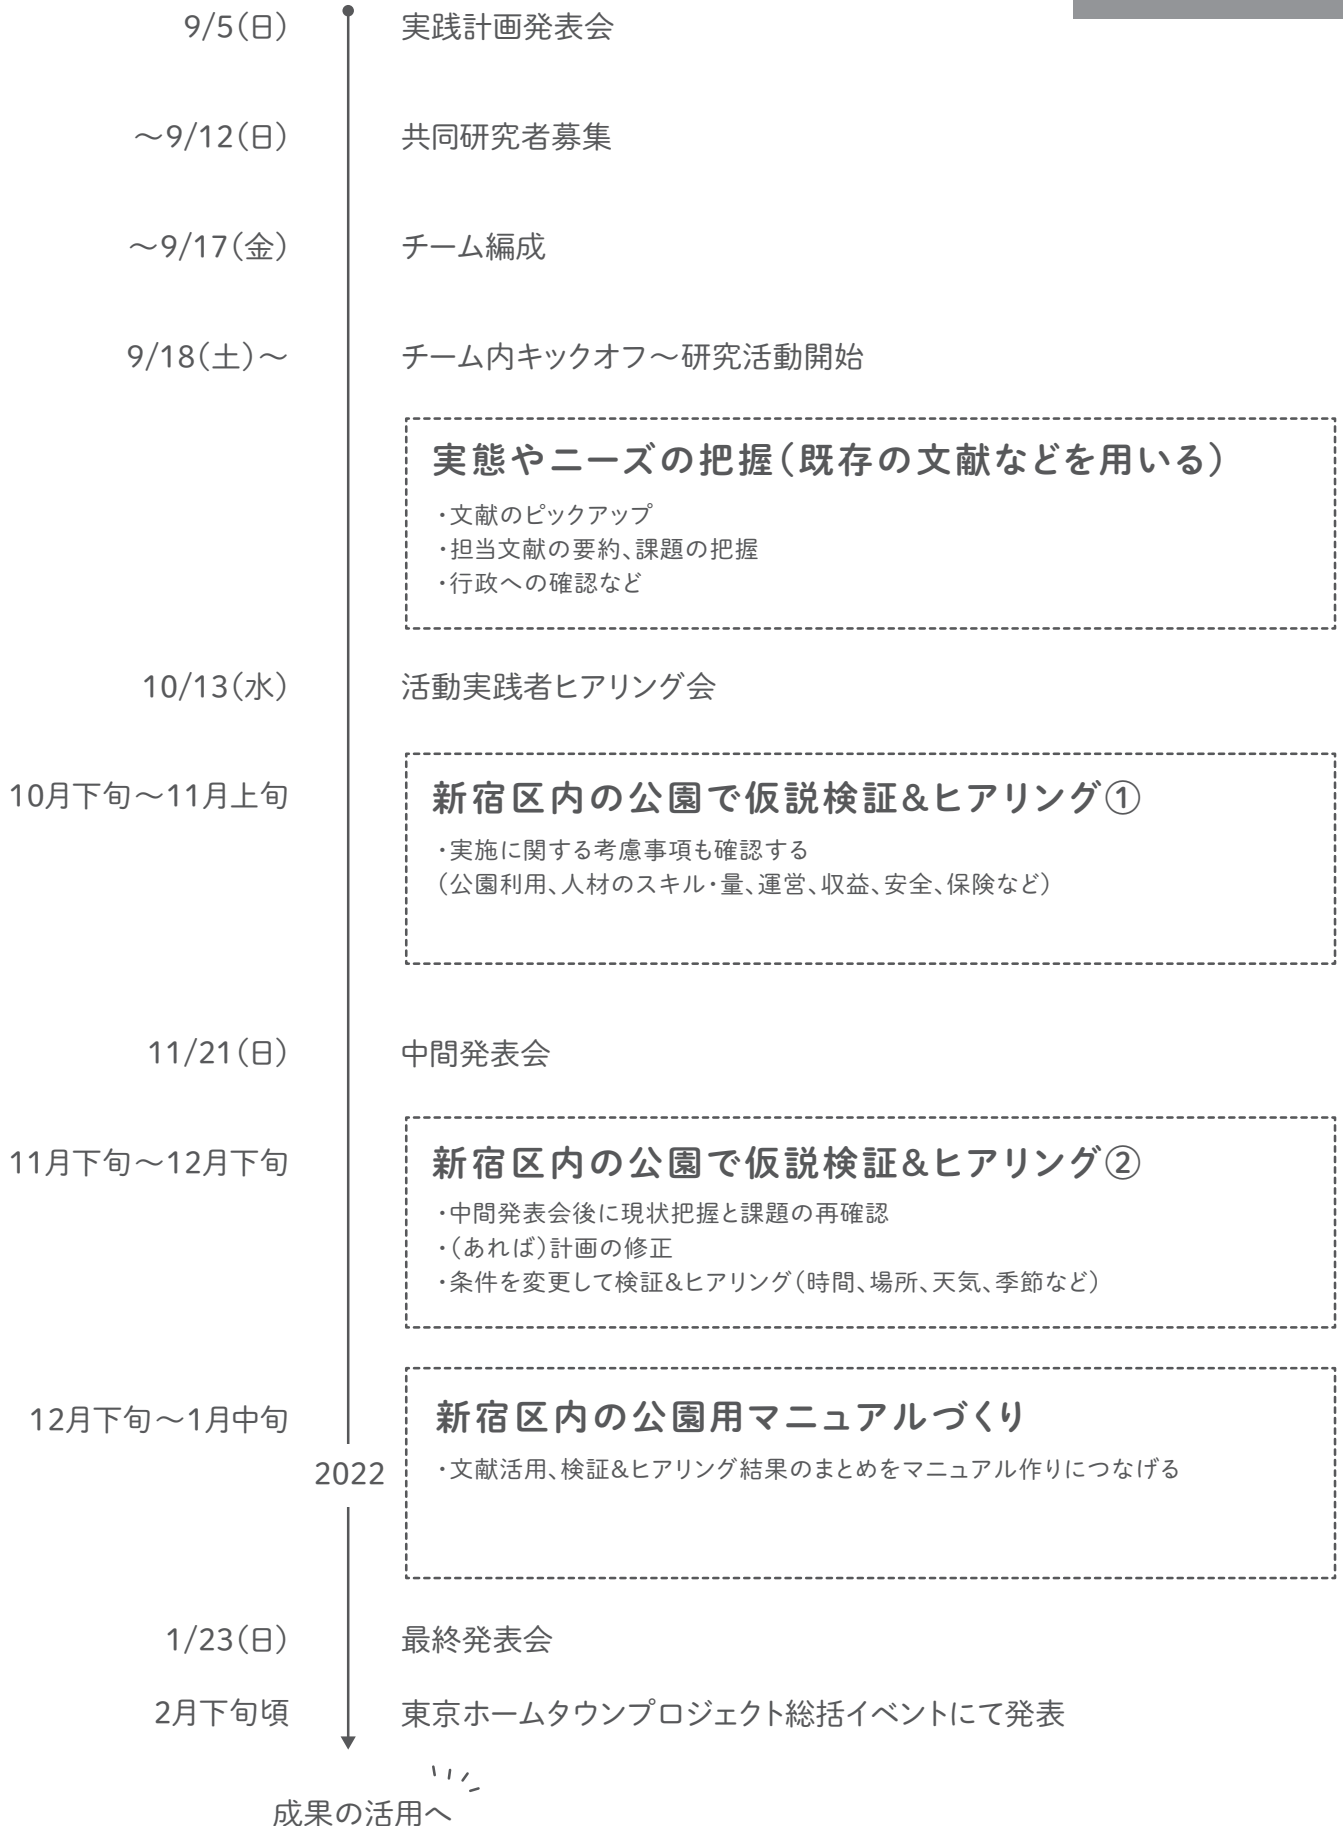 9/5(日) 実践計画発表会
～9/12(日) 共同研究者募集
～9/17(金) チーム編成
9/18(土)～ チーム内キックオフ～研究活動開始
実態やニーズの把握(既存の文献などを用いる)
・文献のピックアップ
・担当文献の要約、課題の把握
・行政への確認など
10/13(水) 活動実践者ヒアリング会
10月下旬～11月上旬 新宿区内の公園で仮説検証&ヒアリング①
・実施に関する考慮事項も確認する
(公園利用、人材のスキル・量、運営、収益、安全、保険など)
11/21(日) 中間発表会
11月下旬～12月下旬 新宿区内の公園で仮説検証&ヒアリング②
・中間発表会後に現状把握と課題の再確認
・(あれば)計画の修正
・条件を変更して検証&ヒアリング(時間、場所、天気、季節など)
12月下旬～1月中旬 新宿区内の公園用マニュアルづくり
2022 ・文献活用、検証&ヒアリング結果のまとめをマニュアル作りにつなげる
1/23(日) 最終発表会
2月下旬頃 東京ホームタウンプロジェクト総括イベントにて発表
成果の活用へ